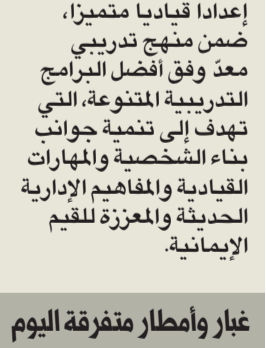 إعدادا قياديا متميزا،
ضمن منهج تدريبي
معدّ وفق أفضل البرامج
التدريبية المتنوعة، التي
تهدف إلى تنمية جوانب
بناء الشخصية والمهارات
القيادية والمفاهيم الإدارية
الحديثة والمعززة للقيم
الإيمانية.
غبار وأمطار متفرقة اليوم